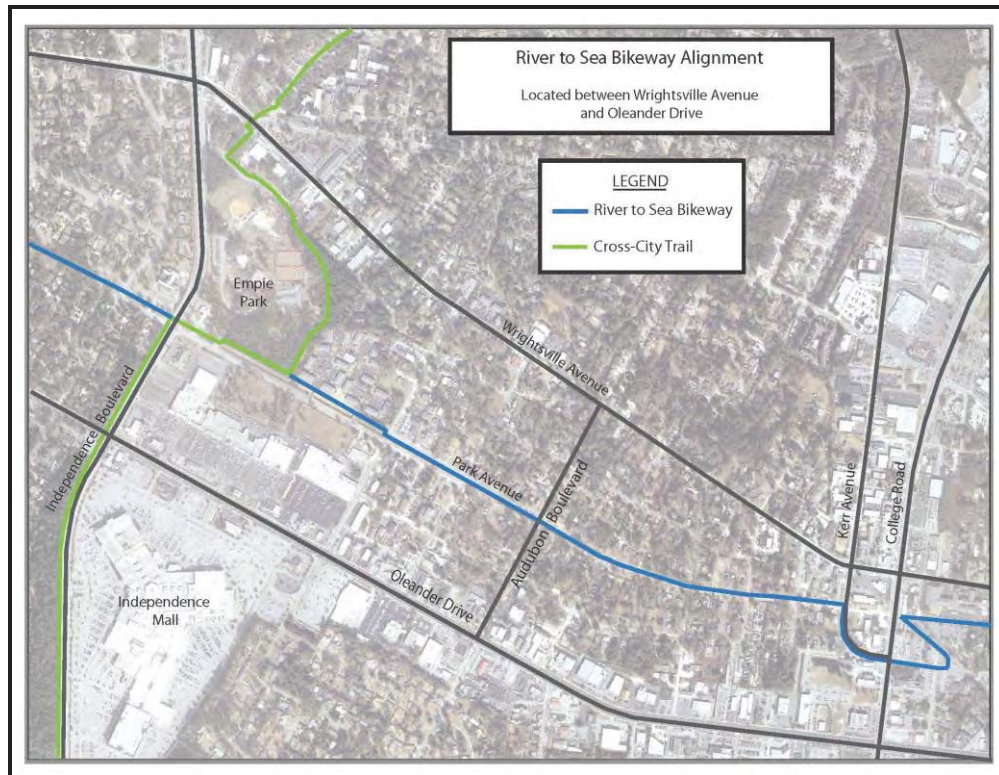 River to Sea Bikeway Alignment
Located between Wrightsville Avenue
and Oleander Drive
LEGEND
River to Sea Bikeway
Cross-City Trail
Empie
Park
Wrightsville Avenue
Independence Boulevard
Park Avenue
Audubon Boulevard
Kerr Avenue
College Road
Oleander Drive
Independence
Mall